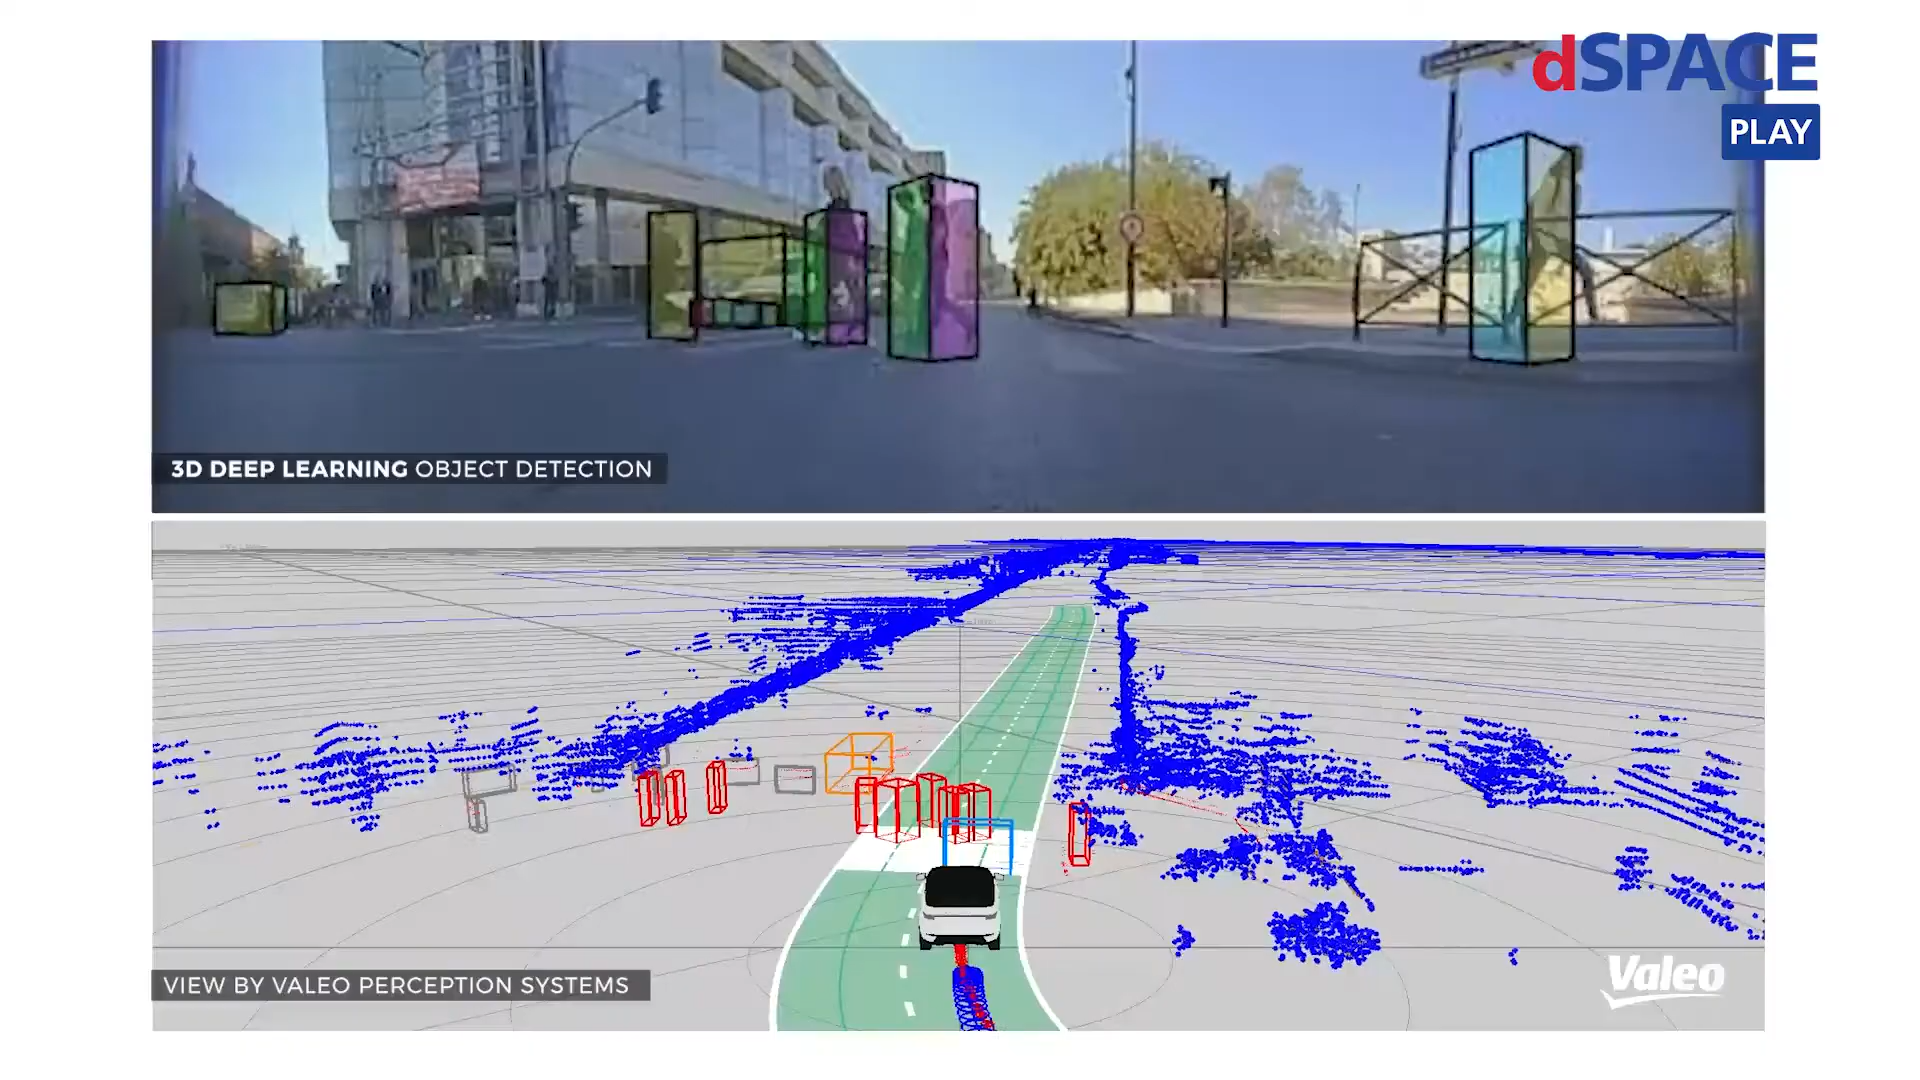 dSPACE
PLAY
3D DEEP LEARNING OBJECT DETECTION
VIEW BY VALEO PERCEPTION SYSTEMS
Valeo